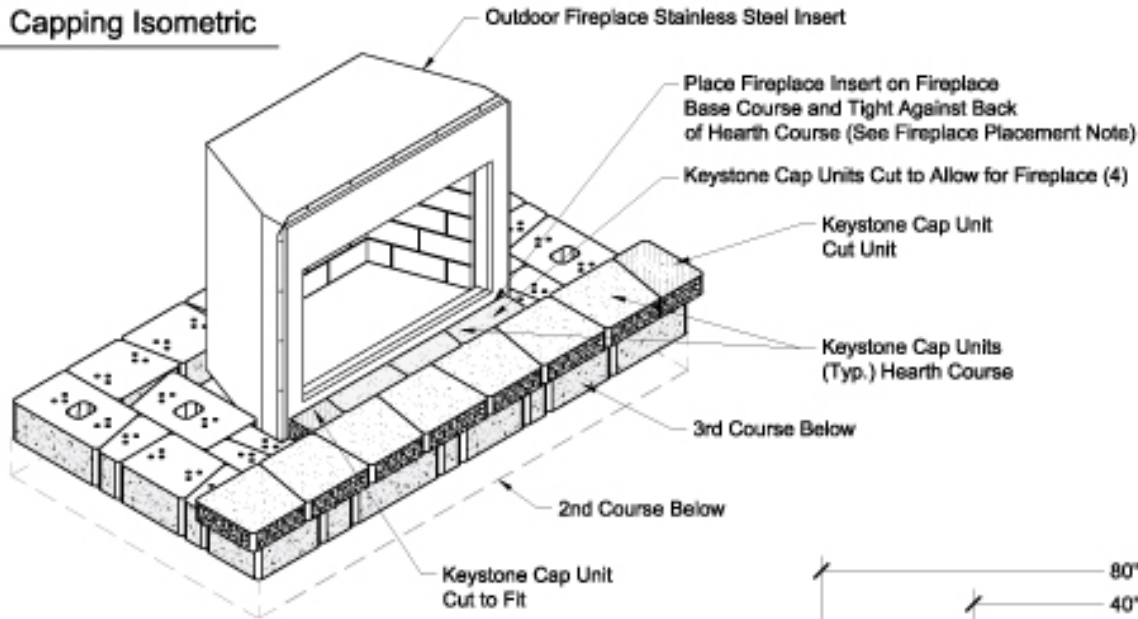 Capping Isometric
Outdoor Fireplace Stainless Steel Insert
Place Fireplace Insert on Fireplace
Base Course and Tight Against Back
of Hearth Course (See Fireplace Placement Note)
Keystone Cap Units Cut to Allow for Fireplace (4)
Keystone Cap Unit
Cut Unit
Keystone Cap Units
(Typ.) Hearth Course
3rd Course Below
2nd Course Below
Keystone Cap Unit
Cut to Fit
80"
40"